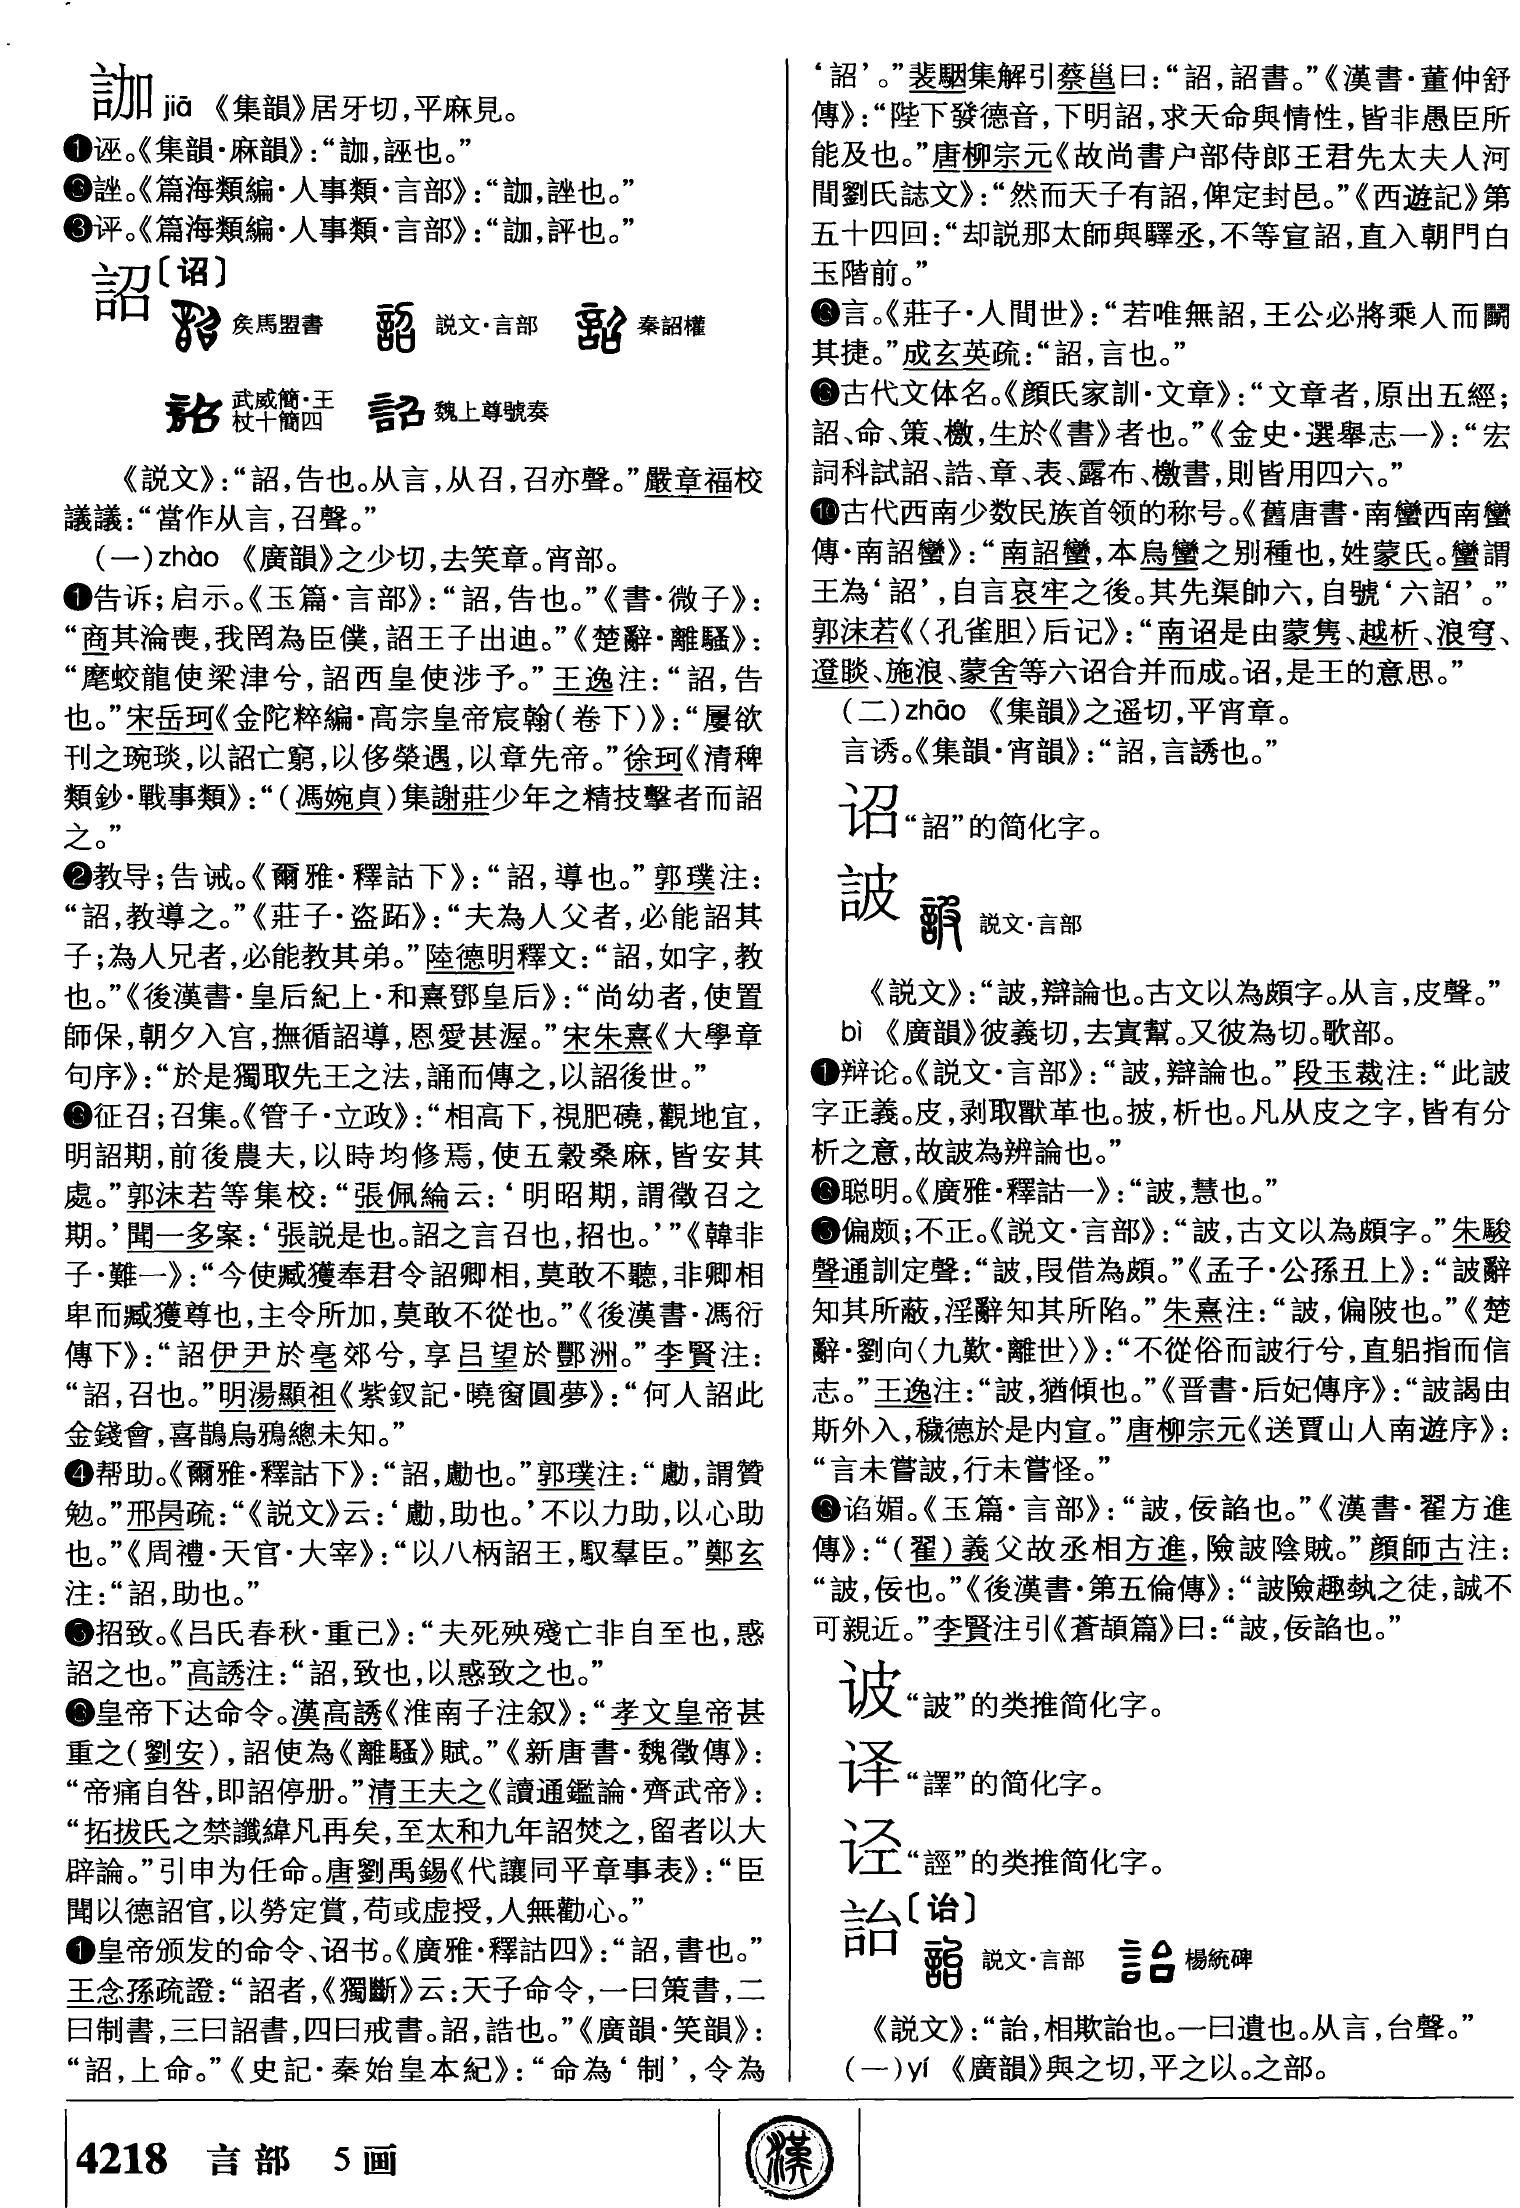 訷 jiā 《集韻》居牙切,平麻見。
❶诬。《集韻·麻韻》:“䚳,誣也。”
❷誈。《篇海類編·人事類·言部》:“䚳,誈也。”
❸评。《篇海類編·人事類·言部》:“䚳,評也。”
詔〔诏〕
矦馬盟書 説文·言部 秦詔權
武威簡·王
杖十簡四 魏上尊號奏
《説文》:“詔,告也。从言,从召,召亦聲。”嚴章福校
議議:“當作从言,召聲。”
(一)zhào 《廣韻》之少切,去笑章。宵部。
❶告诉;启示。《玉篇·言部》:“詔,告也。”《書·微子》:
“商其淪喪,我罔為臣僕,詔王子出迪。”《楚辭·離騷》:
“麾蛟龍使梁津兮,詔西皇使涉予。”王逸注:“詔,告
也。”宋岳珂《金陀粹編·高宗皇帝宸翰(卷下)》:“屢欲
刊之琬琰,以詔亡窮,以侈榮遇,以章先帝。”徐珂《清稗
類鈔·戰事類》:“(馮婉貞)集謝莊少年之精技擊者而詔
之。”
❷教导;告诫。《爾雅·釋詁下》:“詔,導也。”郭璞注:
“詔,教導之。”《莊子·盗跖》:“夫為人父者,必能詔其
子;為人兄者,必能教其弟。”陸德明釋文:“詔,如字,教
也。”《後漢書·皇后紀上·和熹鄧皇后》:“尚幼者,使置
師保,朝夕入宫,撫循詔導,恩愛甚渥。”宋朱熹《大學章
句序》:“於是獨取先王之法,誦而傳之,以詔後世。”
❸征召;召集。《管子·立政》:“相高下,視肥磽,觀地宜,
明詔期,前後農夫,以時均修焉,使五穀桑麻,皆安其
處。”郭沫若等集校:“張佩綸云:‘明昭期,謂徵召之
期。’聞一多案:‘張説是也。詔之言召也,招也。’”《韓非
子·難一》:“今使臧獲奉君令詔卿相,莫敢不聽,非卿相
卑而臧獲尊也,主令所加,莫敢不從也。”《後漢書·馮衍
傳下》:“詔伊尹於亳郊兮,享吕望於酆洲。”李賢注:
“詔,召也。”明湯顯祖《紫釵記·曉窗圓夢》:“何人詔此
金錢會,喜鵲烏鴉總未知。”
❹帮助。《爾雅·釋詁下》:“詔,勴也。”郭璞注:“勴,謂贊
勉。”邢昺疏:“《説文》云:‘勴,助也。’不以力助,以心助
也。”《周禮·天官·大宰》:“以八柄詔王,馭羣臣。”鄭玄
注:“詔,助也。”
❺招致。《吕氏春秋·重己》:“夫死殃殘亡非自至也,惑
詔之也。”高誘注:“詔,致也,以惑致之也。”
❻皇帝下达命令。漢高誘《淮南子注叙》:“孝文皇帝甚
重之(劉安),詔使為《離騷》賦。”《新唐書·魏徵傳》:
“帝痛自咎,即詔停册。”清王夫之《讀通鑑論·齊武帝》:
“拓拔氏之禁讖緯凡再矣,至太和九年詔焚之,留者以大
辟論。”引申为任命。唐劉禹錫《代讓同平章事表》:“臣
聞以德詔官,以勞定賞,苟或虚授,人無勸心。”
❼皇帝颁发的命令、诏书。《廣雅·釋詁四》:“詔,書也。”
王念孫疏證:“詔者,《獨斷》云:天子命令,一曰策書,二
曰制書,三曰詔書,四曰戒書。詔,誥也。”《廣韻·笑韻》:
“詔,上命。”《史記·秦始皇本紀》:“命為‘制’,令為
‘詔’。”裴駰集解引蔡邕曰:“詔,詔書。”《漢書·董仲舒
傳》:“陛下發德音,下明詔,求天命與情性,皆非愚臣所
能及也。”唐柳宗元《故尚書户部侍郎王君先太夫人河
間劉氏誌文》:“然而天子有詔,俾定封邑。”《西遊記》第
五十四回:“却説那太師與驛丞,不等宣詔,直入朝門白
玉階前。”
❽言。《莊子·人間世》:“若唯無詔,王公必將乘人而鬭
其捷。”成玄英疏:“詔,言也。”
❾古代文体名。《顔氏家訓·文章》:“文章者,原出五經;
詔、命、策、檄,生於《書》者也。”《金史·選舉志一》:“宏
詞科試詔、誥、章、表、露布、檄書,則皆用四六。”
❿古代西南少数民族首领的称号。《舊唐書·南蠻西南蠻
傳·南詔蠻》:“南詔蠻,本烏蠻之别種也,姓蒙氏。蠻謂
王為‘詔’,自言哀牢之後。其先渠帥六,自號‘六詔’。”
郭沫若《〈孔雀胆〉后记》:“南诏是由蒙隽、越析、浪穹、
邆睒、施浪、蒙舍等六诏合并而成。诏,是王的意思。”
(二)zhāo 《集韻》之遥切,平宵章。
言诱。《集韻·宵韻》:“詔,言誘也。”
诏 “詔”的简化字。
詖 説文·言部
《説文》:“詖,辯論也。古文以為頗字。从言,皮聲。”
bì 《廣韻》彼義切,去寘幫。又彼為切。歌部。
❶辩论。《説文·言部》:“詖,辯論也。”段玉裁注:“此詖
字正義。皮,剥取獸革也。披,析也。凡从皮之字,皆有分
析之意,故詖為辨論也。”
❷聪明。《廣雅·釋詁一》:“詖,慧也。”
❸偏颇;不正。《説文·言部》:“詖,古文以為頗字。”朱駿
聲通訓定聲:“詖,叚借為頗。”《孟子·公孫丑上》:“詖辭
知其所蔽,淫辭知其所陷。”朱熹注:“詖,偏陂也。”《楚
辭·劉向〈九歎·離世〉》:“不從俗而詖行兮,直躬指而信
志。”王逸注:“詖,猶傾也。”《晋書·后妃傳序》:“詖謁由
斯外入,穢德於是内宣。”唐柳宗元《送賈山人南遊序》:
“言未嘗詖,行未嘗怪。”
❹谄媚。《玉篇·言部》:“詖,佞諂也。”《漢書·翟方進
傳》:“(翟)義父故丞相方進,險詖陰賊。”顔師古注:
“詖,佞也。”《後漢書·第五倫傳》:“詖險趣埶之徒,誠不
可親近。”李賢注引《蒼頡篇》曰:“詖,佞諂也。”
诐 “詖”的类推简化字。
译 “譯”的简化字。
诠 “誙”的类推简化字。
詒〔诒〕
説文·言部 楊統碑
《説文》:“詒,相欺詒也。一曰遺也。从言,台聲。”
(一)yí 《廣韻》與之切,平之以。之部。
4218 言部 5画
漢